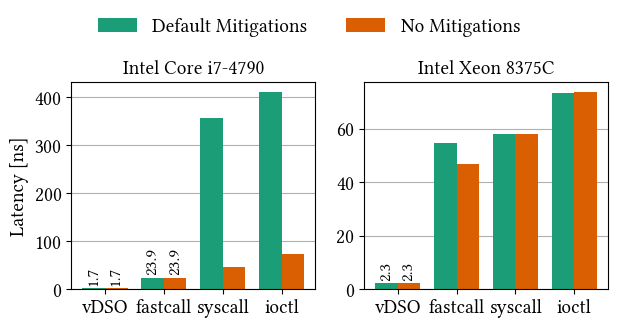 Default Mitigations No Mitigations
Intel Core i7-4790
Latency [ns]
400
300
200
100
0
1.7 1.7 23.9 23.9
vDSO fastcall syscall ioctl
Intel Xeon 8375C
60
40
20
0
2.3 2.3
vDSO fastcall syscall ioctl